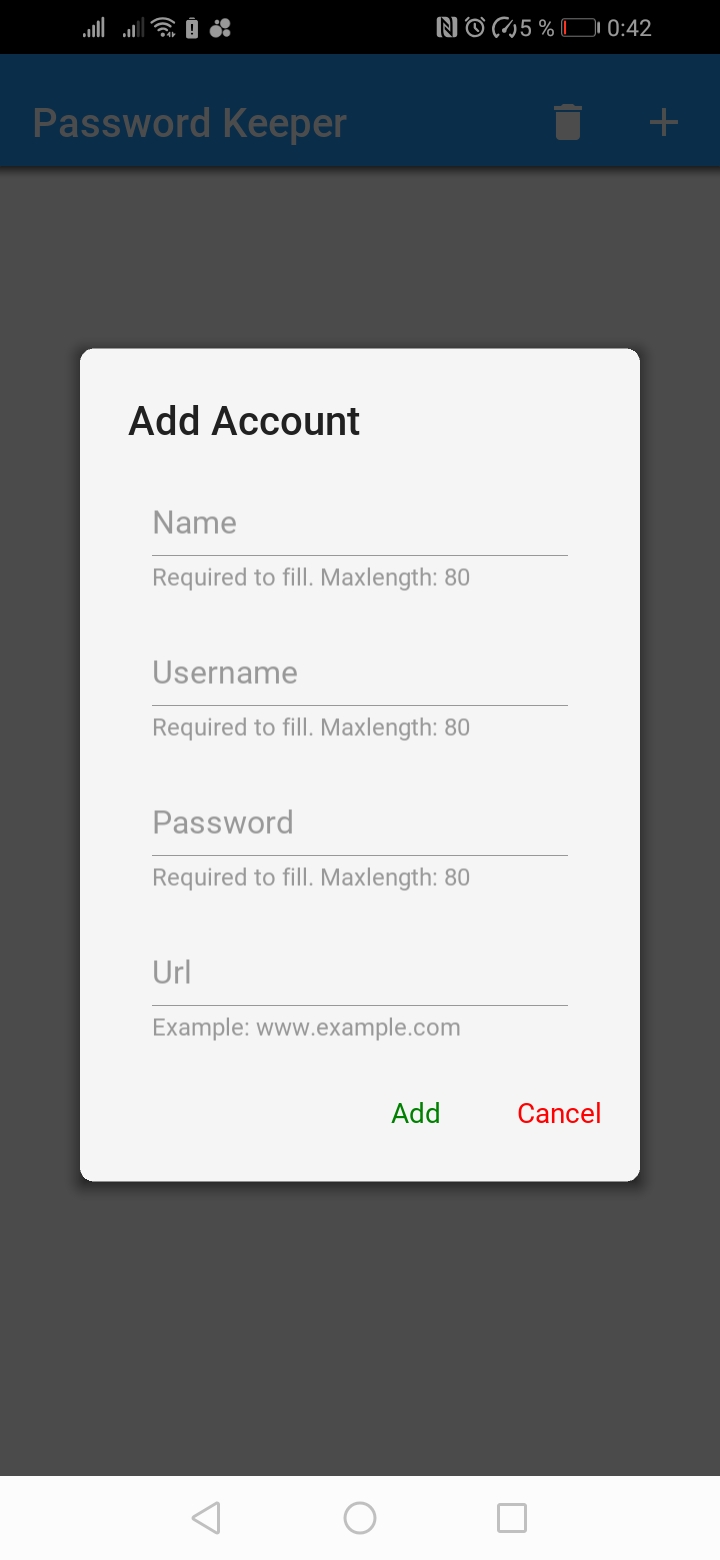 5 % 0:42
Password Keeper
Add Account
Name
Required to fill. Maxlength: 80
Username
Required to fill. Maxlength: 80
Password
Required to fill. Maxlength: 80
Url
Example: www.example.com
Add Cancel